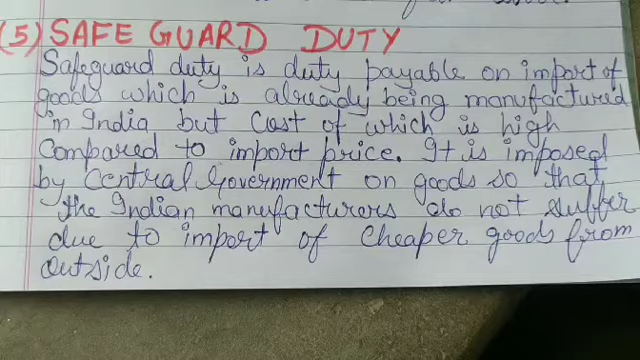 (5) SAFE GUARD DUTY
Safeguard duty is duty payable on import of
goods which is already being manufactured
in India but Cost of which is high
Compared to import price. It is imposed
by Central Government on goods so that
the Indian manufacturers do not suffer
due to import of Cheaper goods from
Outside.